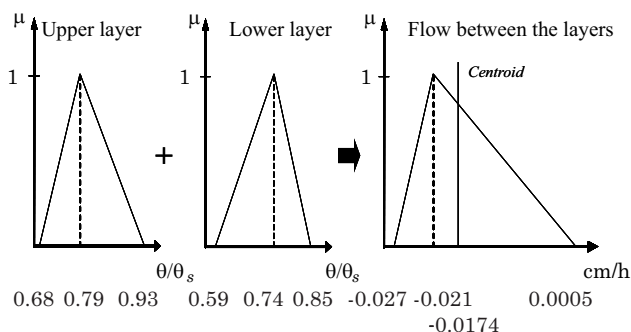 μ Upper layer
1
θ/θs
0.68 0.79 0.93
+
μ Lower layer
1
θ/θs
0.59 0.74 0.85
μ Flow between the layers
1
Centroid
cm/h
-0.027 -0.021 0.0005
-0.0174